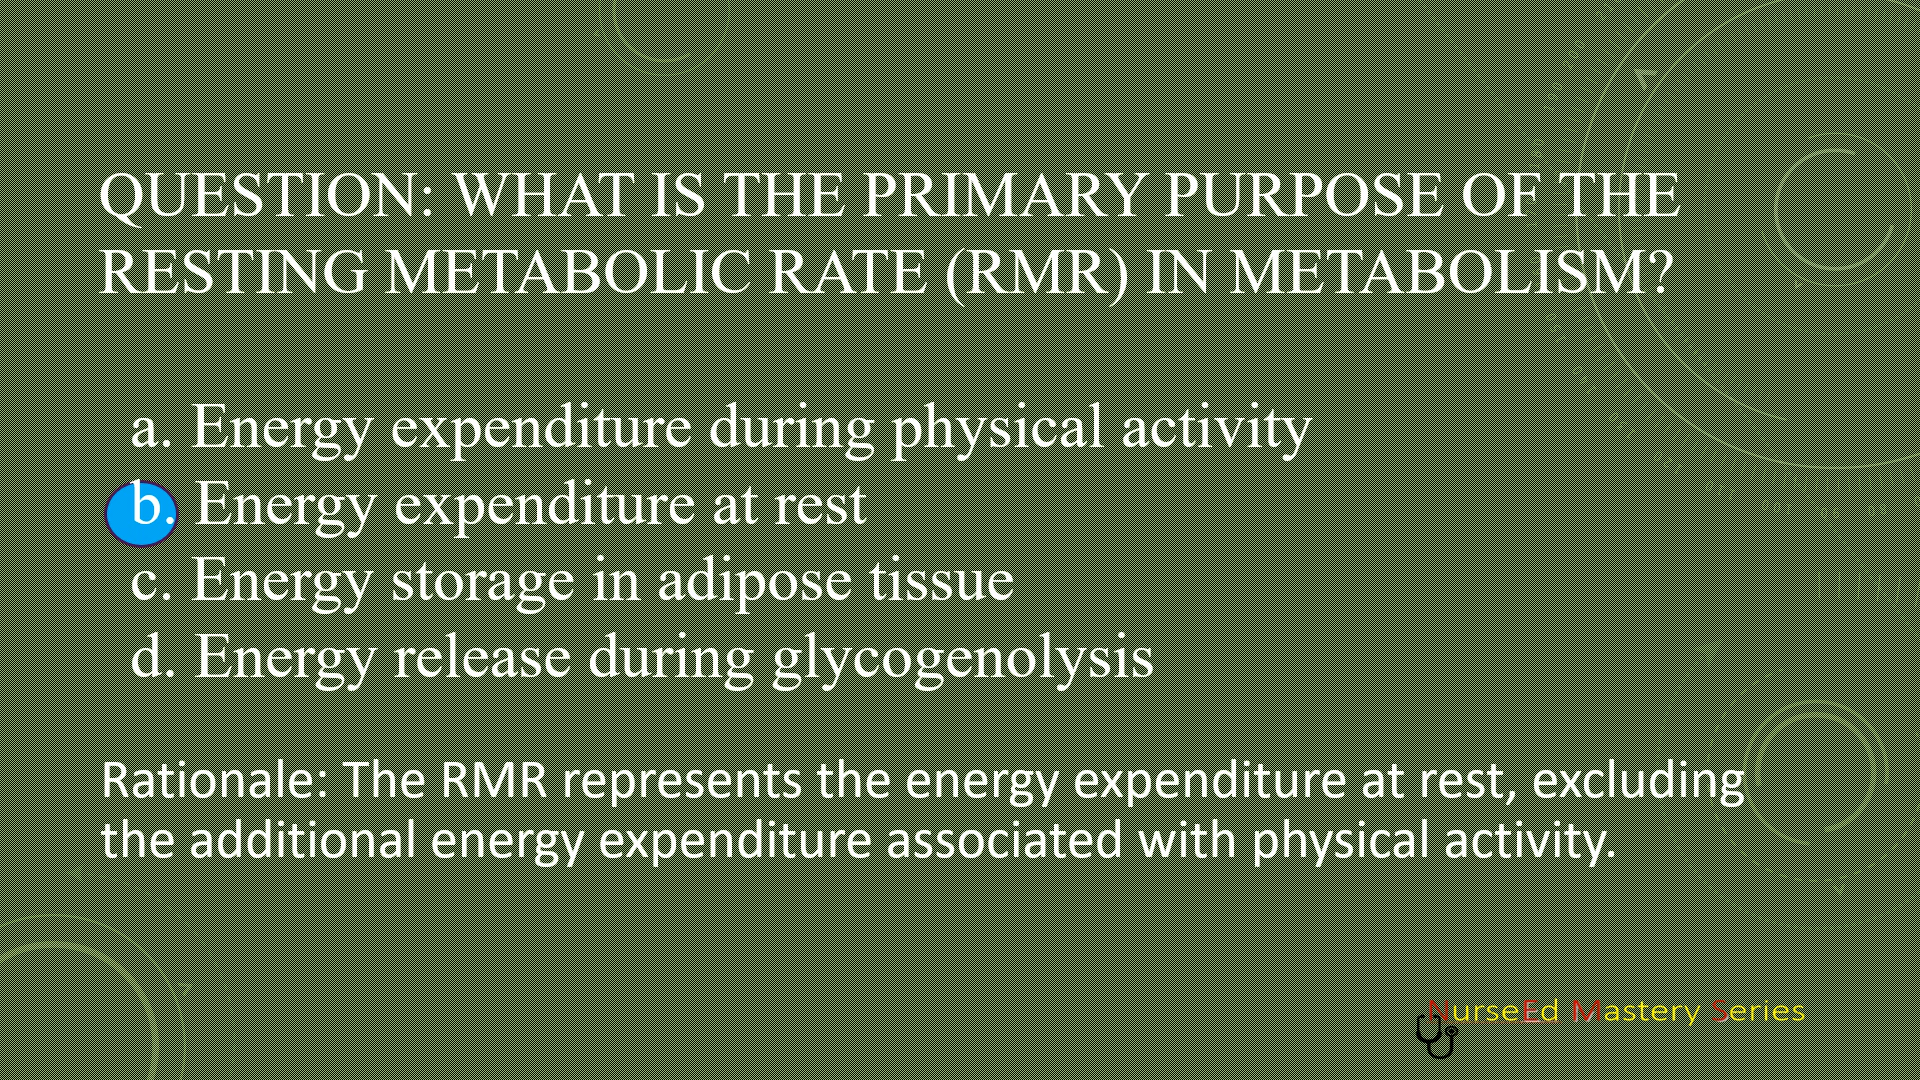 QUESTION: WHAT IS THE PRIMARY PURPOSE OF THE
RESTING METABOLIC RATE (RMR) IN METABOLISM?
a. Energy expenditure during physical activity
b. Energy expenditure at rest
c. Energy storage in adipose tissue
d. Energy release during glycogenolysis
Rationale: The RMR represents the energy expenditure at rest, excluding
the additional energy expenditure associated with physical activity.
NurseEd Mastery Series